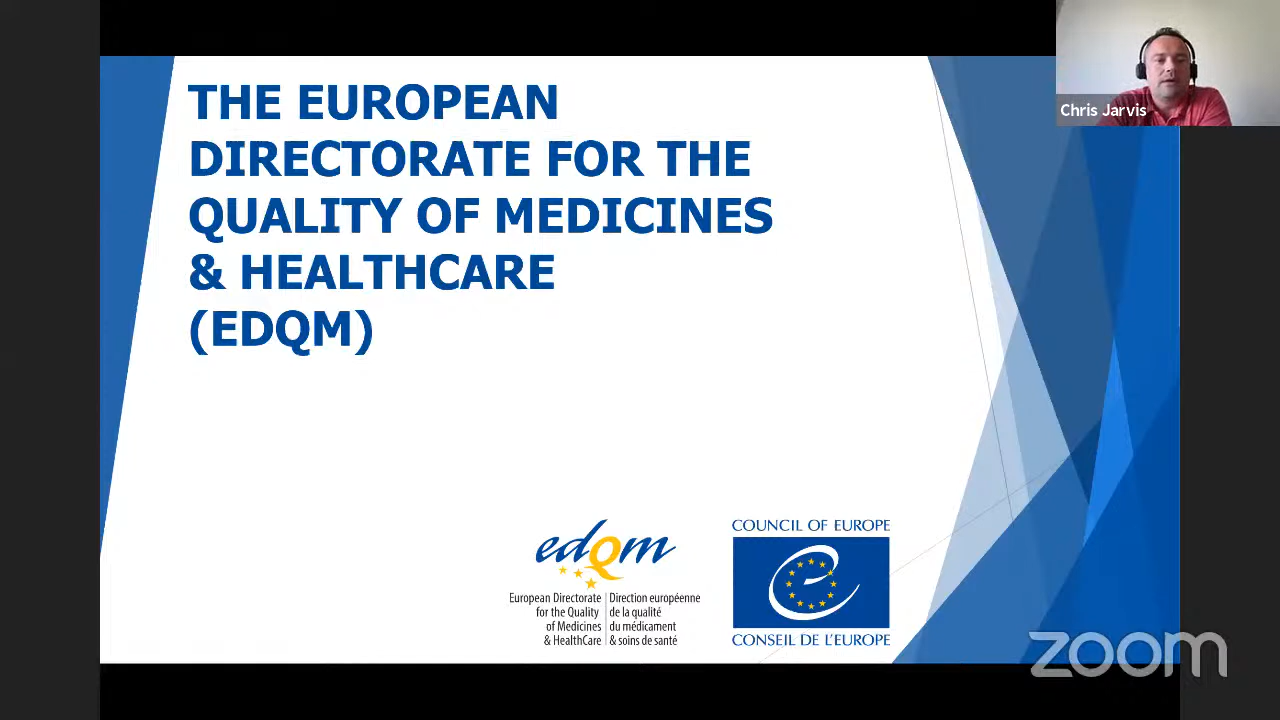 THE EUROPEAN
DIRECTORATE FOR THE
QUALITY OF MEDICINES
& HEALTHCARE
(EDQM)
Chris Jarvis
edQm
European Directorate
for the Quality
of Medicines
& HealthCare
Direction européenne
de la qualité
du médicament
& soins de santé
COUNCIL OF EUROPE
CONSEIL DE L'EUROPE
zoom